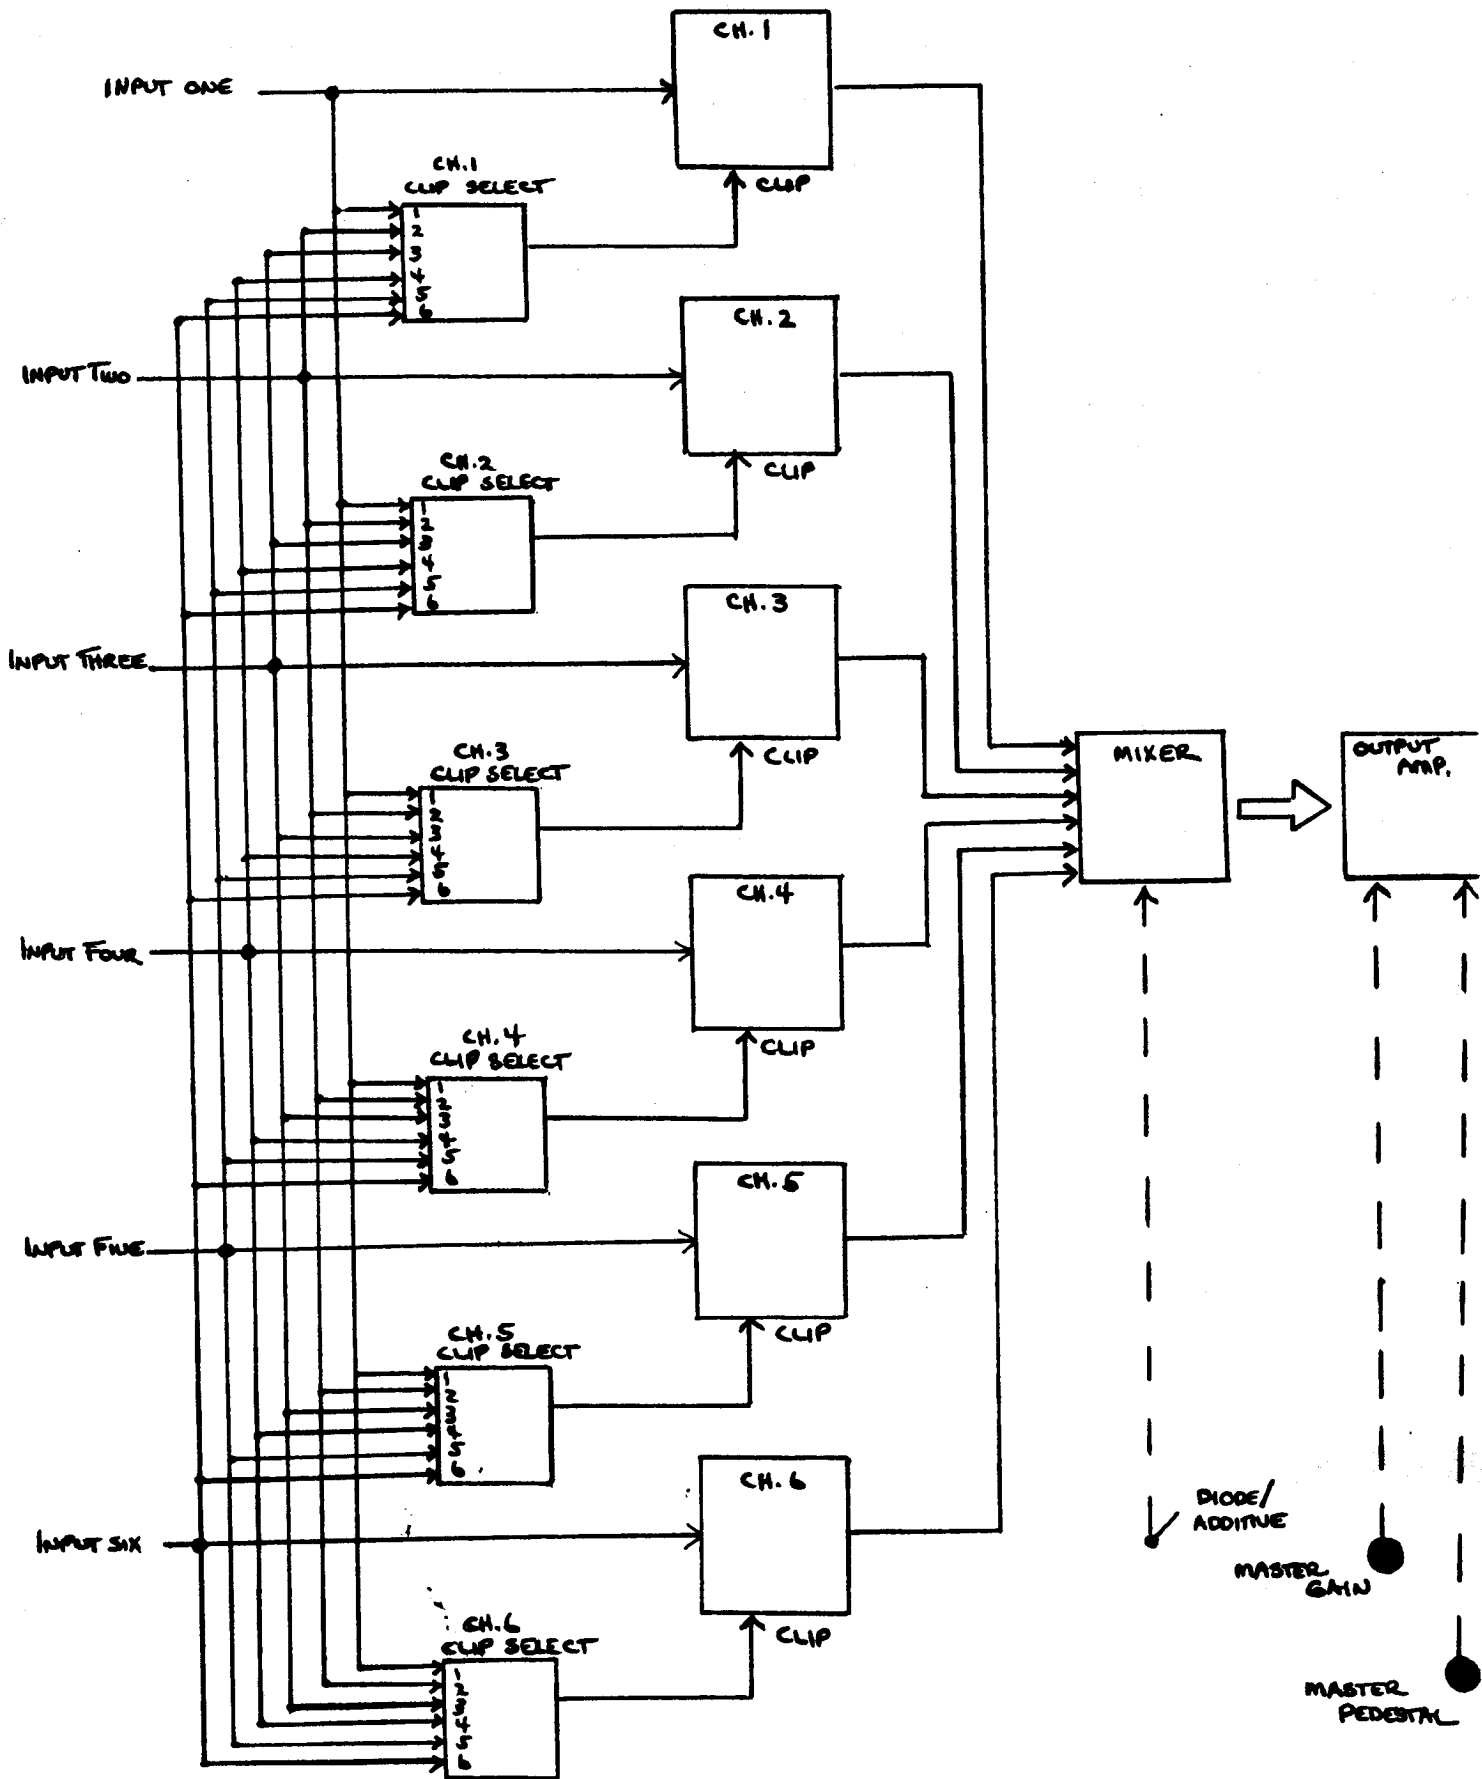 CH. 1
INPUT ONE
CH. 1
CLIP SELECT
CLIP
1
2
3
4
5
6
CH. 2
INPUT TWO
CH. 2
CLIP SELECT
CLIP
1
2
3
4
5
6
CH. 3
INPUT THREE
CH. 3
CLIP SELECT
CLIP
1
2
3
4
5
6
MIXER
OUTPUT
AMP.
CH. 4
INPUT FOUR
CH. 4
CLIP SELECT
CLIP
1
2
3
4
5
6
CH. 5
INPUT FIVE
CH. 5
CLIP SELECT
CLIP
1
2
3
4
5
6
CH. 6
INPUT SIX
CH. 6
CLIP SELECT
CLIP
1
2
3
4
5
6
DIODE/
ADDITIVE
MASTER
GAIN
MASTER
PEDESTAL